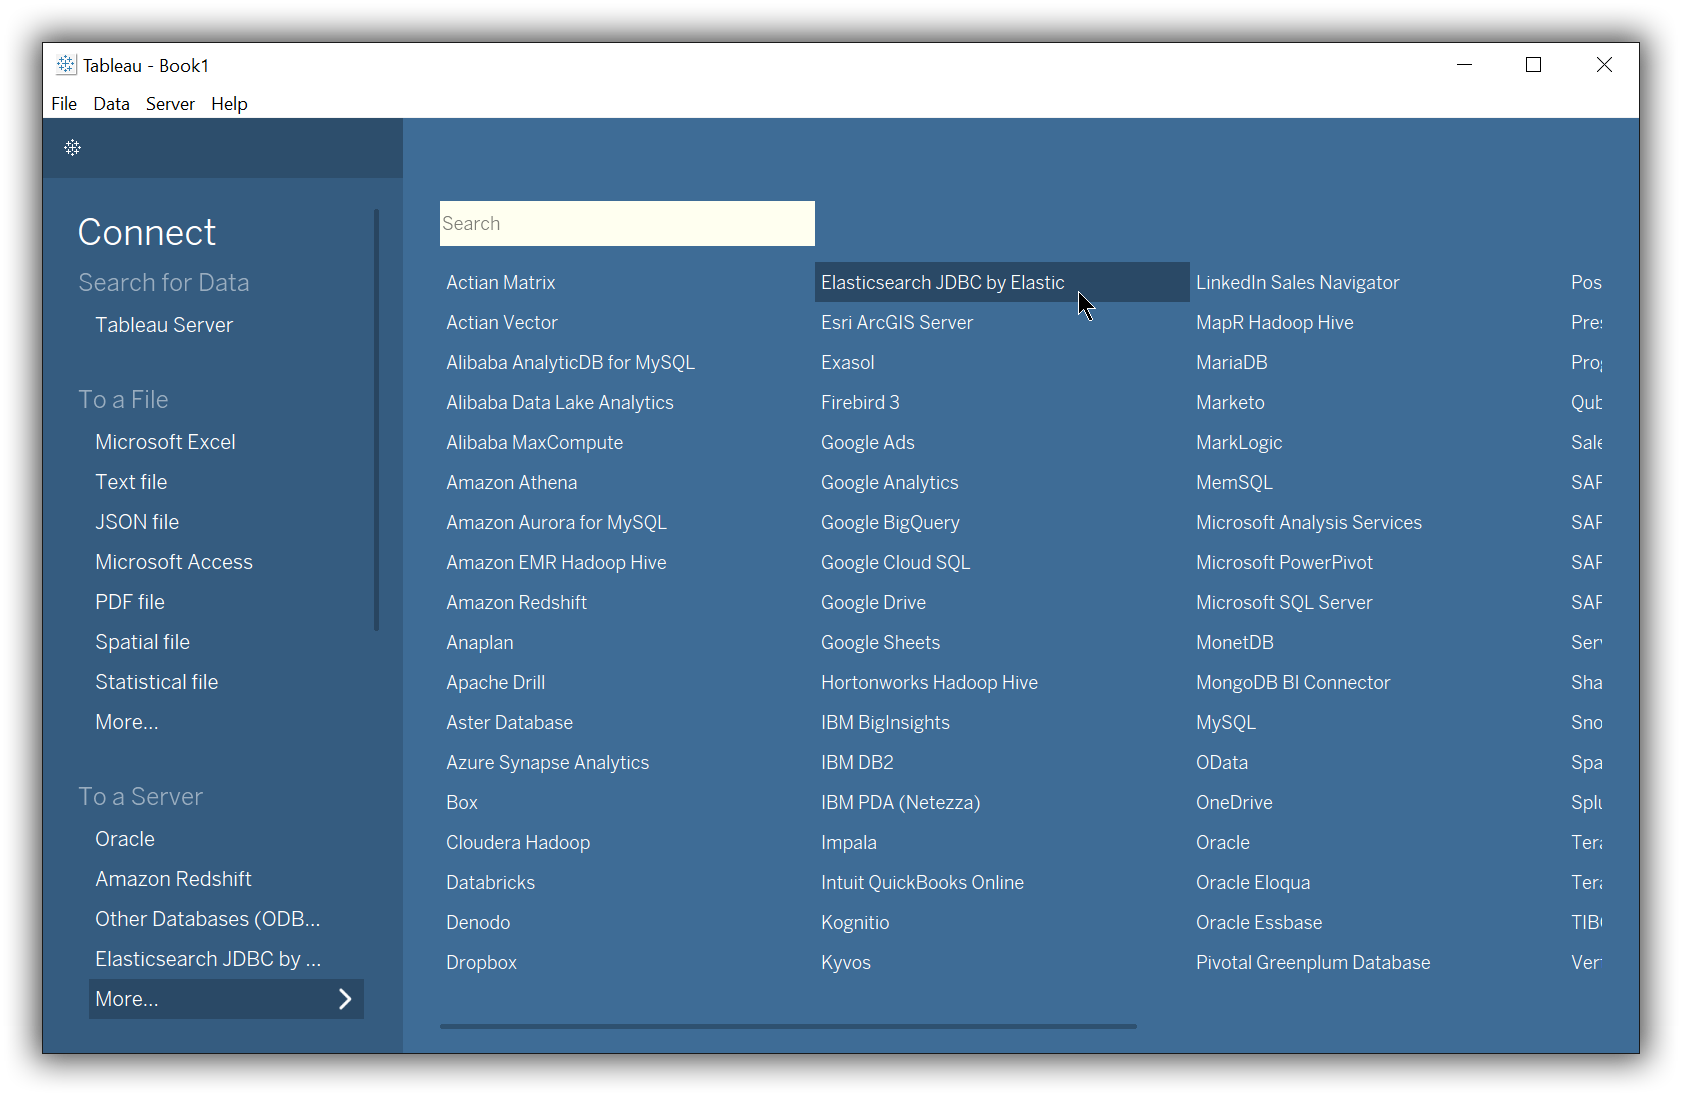 Tableau - Book1
File Data Server Help
Connect
Search for Data
Tableau Server
To a File
Microsoft Excel
Text file
JSON file
Microsoft Access
PDF file
Spatial file
Statistical file
More...
To a Server
Oracle
Amazon Redshift
Other Databases (ODB...
Elasticsearch JDBC by ...
More...
Search
Actian Matrix
Actian Vector
Alibaba AnalyticDB for MySQL
Alibaba Data Lake Analytics
Alibaba MaxCompute
Amazon Athena
Amazon Aurora for MySQL
Amazon EMR Hadoop Hive
Amazon Redshift
Anaplan
Apache Drill
Aster Database
Azure Synapse Analytics
Box
Cloudera Hadoop
Databricks
Denodo
Dropbox
Elasticsearch JDBC by Elastic
Esri ArcGIS Server
Exasol
Firebird 3
Google Ads
Google Analytics
Google BigQuery
Google Cloud SQL
Google Drive
Google Sheets
Hortonworks Hadoop Hive
IBM BigInsights
IBM DB2
IBM PDA (Netezza)
Impala
Intuit QuickBooks Online
Kognitio
Kyvos
LinkedIn Sales Navigator
MapR Hadoop Hive
MariaDB
Marketo
MarkLogic
MemSQL
Microsoft Analysis Services
Microsoft PowerPivot
Microsoft SQL Server
MonetDB
MongoDB BI Connector
MySQL
OData
OneDrive
Oracle
Oracle Eloqua
Oracle Essbase
Pivotal Greenplum Database
Pos
Pre
Pro
Qub
Sale
SAP
SAP
SAP
SAP
Ser
Sha
Sno
Spa
Splu
Ter
Ter
TIB
Ver